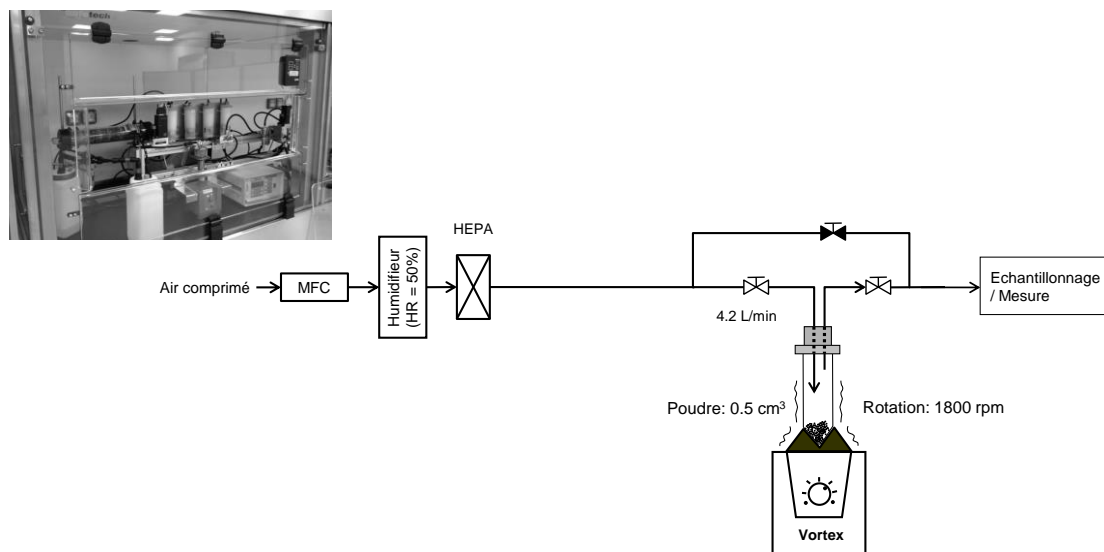 tech
HEPA
Air comprimé
MFC
Humidifieur
(HR = 50%)
4.2 L/min
Echantillonnage
/ Mesure
Poudre: 0.5 cm³
Rotation: 1800 rpm
Vortex